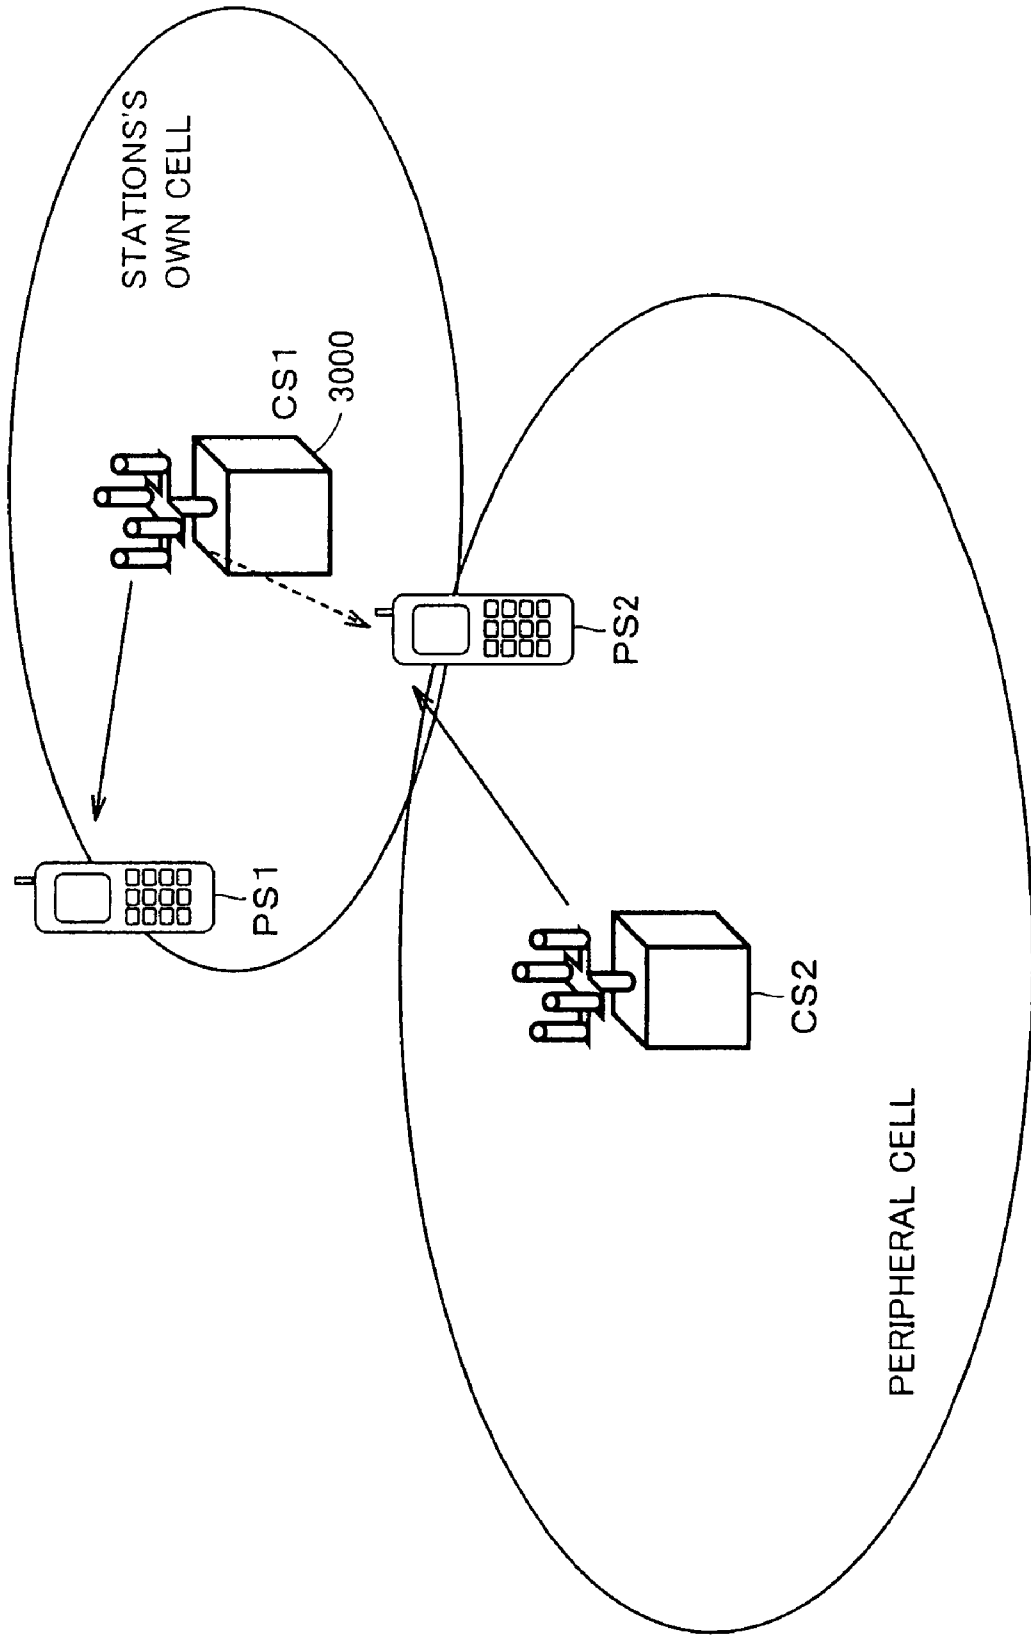 STATIONS'S
OWN CELL
CS1
3000
PS1
PS2
CS2
PERIPHERAL CELL